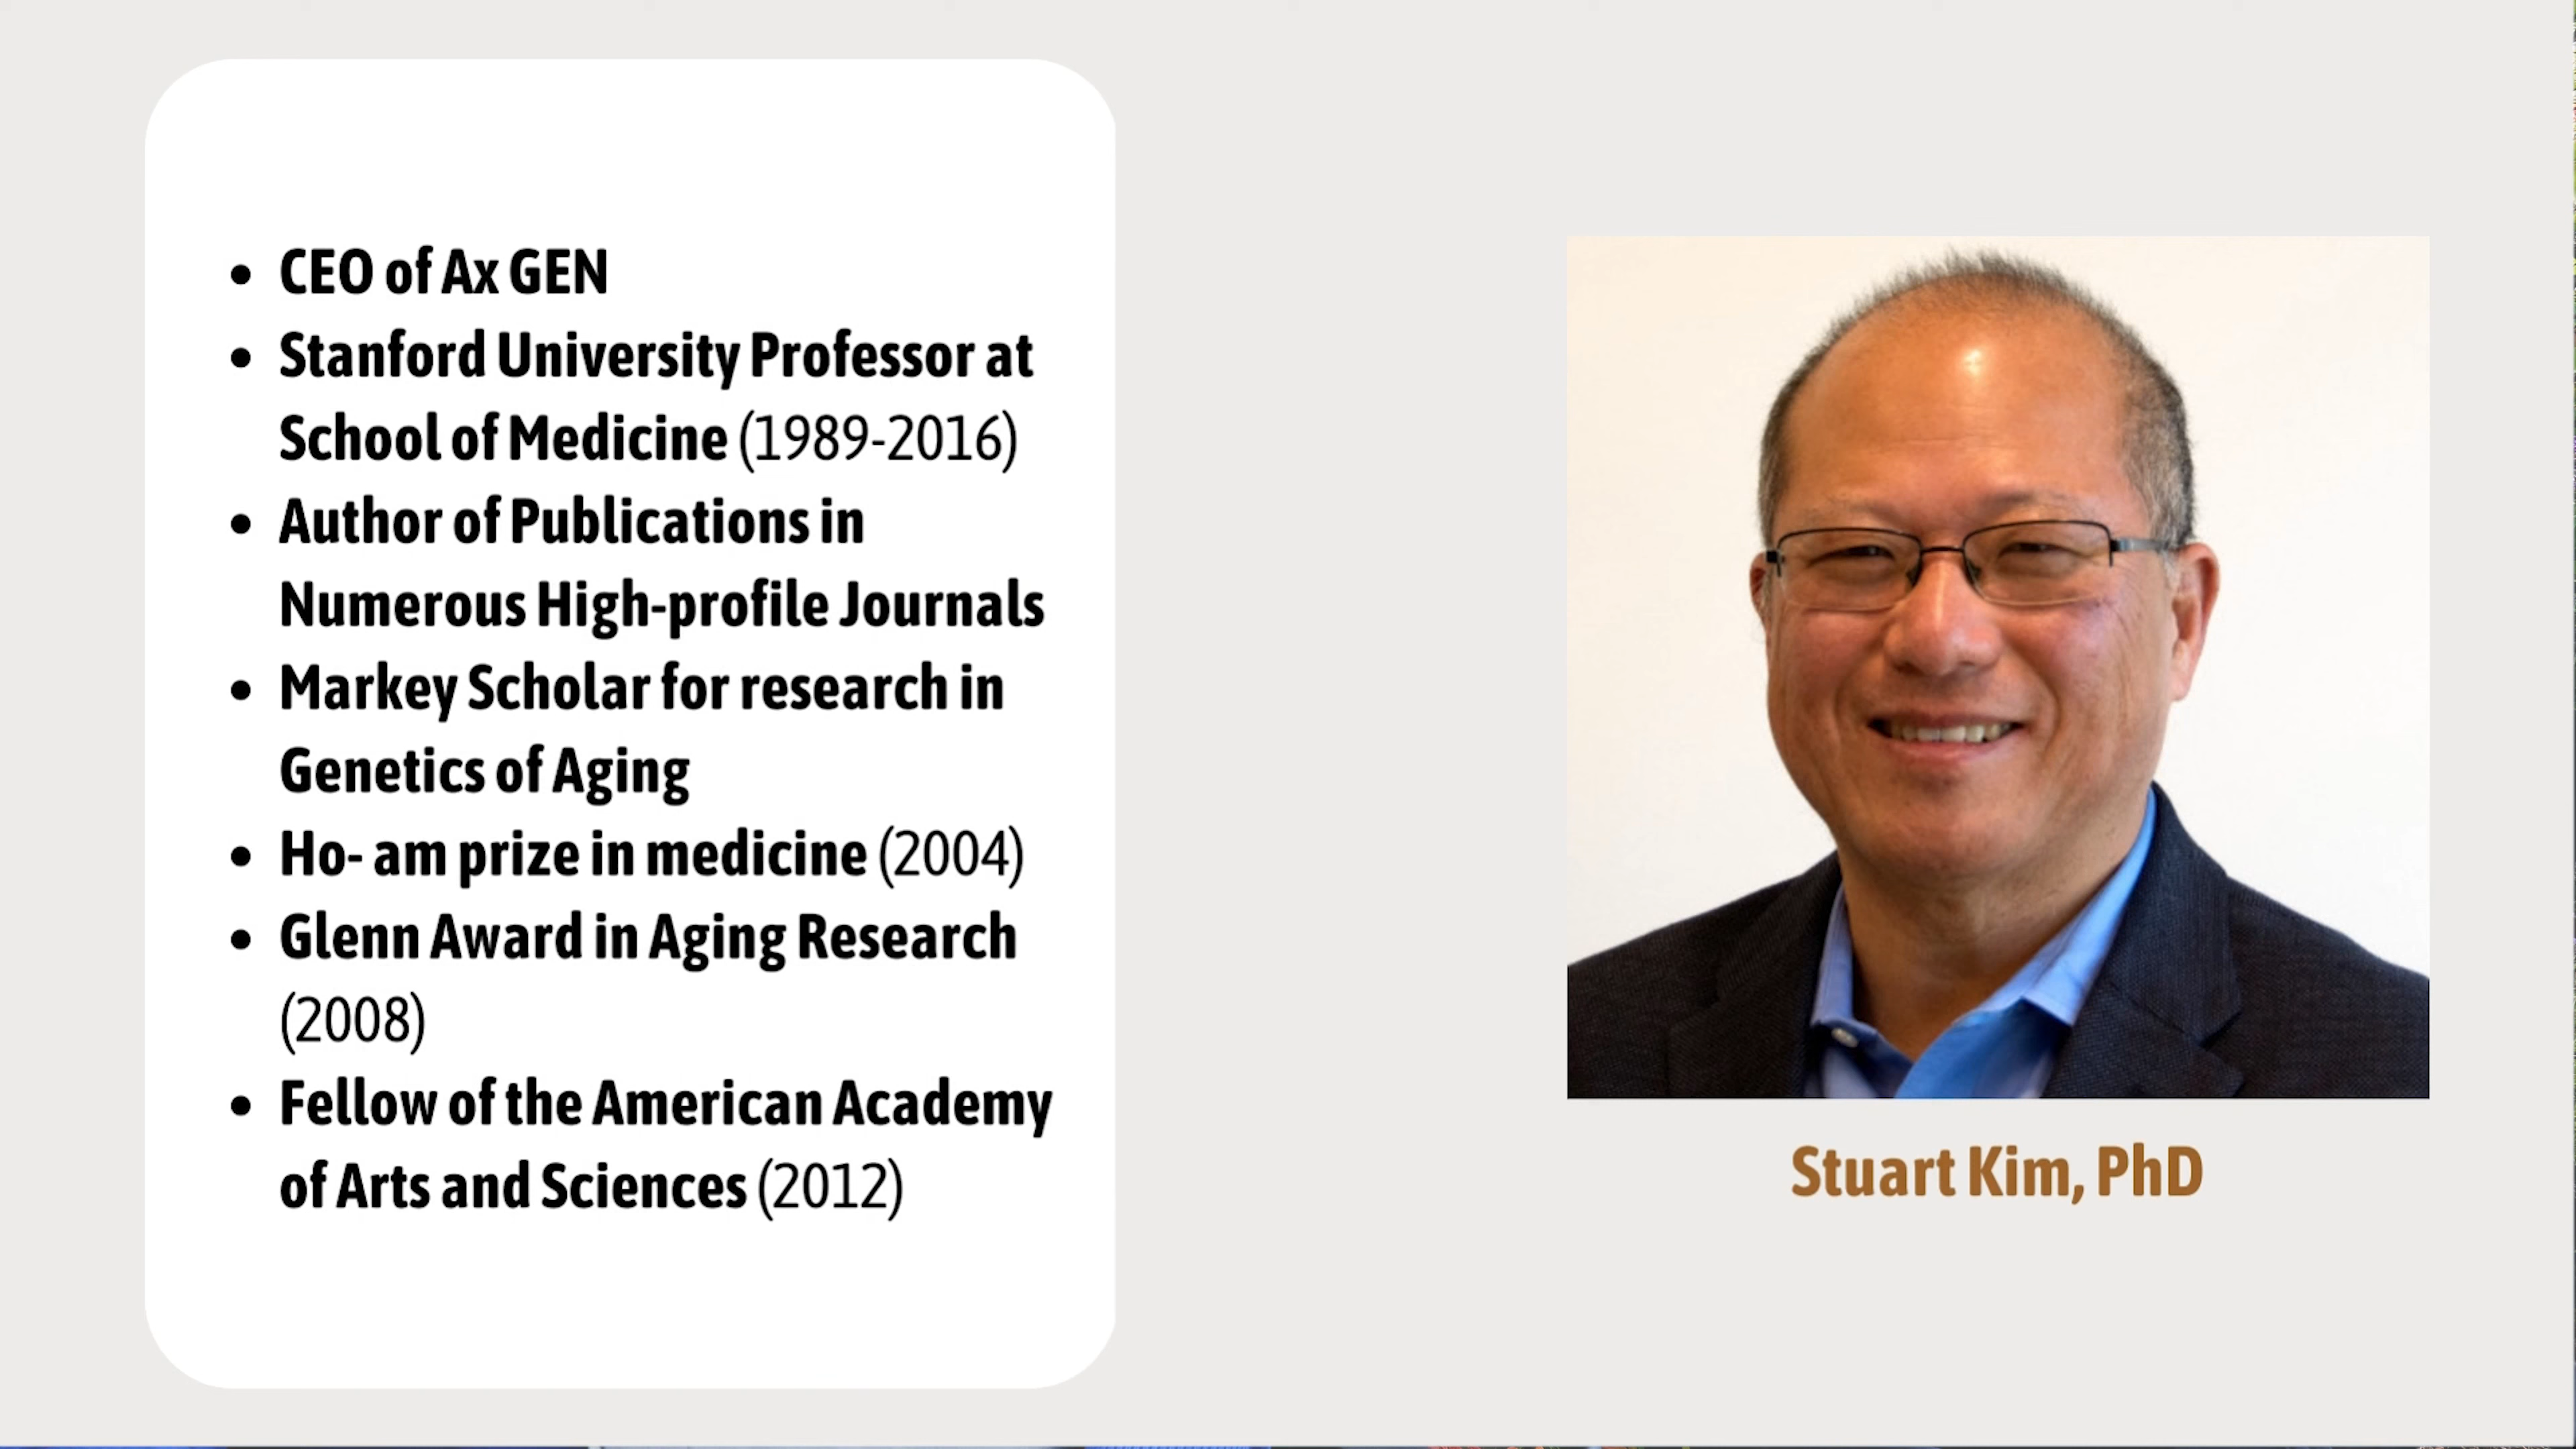 • CEO of Ax GEN
• Stanford University Professor at
School of Medicine (1989-2016)
• Author of Publications in
Numerous High-profile Journals
• Markey Scholar for research in
Genetics of Aging
• Ho- am prize in medicine (2004)
• Glenn Award in Aging Research
(2008)
• Fellow of the American Academy
of Arts and Sciences (2012)
Stuart Kim, PhD